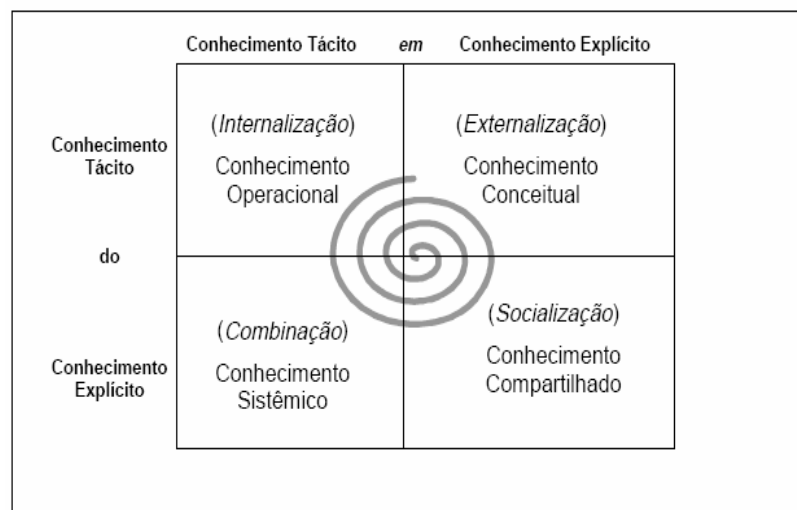 Conhecimento Tácito em Conhecimento Explícito
Conhecimento
Tácito
(Internalização)
Conhecimento
Operacional
(Externalização)
Conhecimento
Conceitual
do
Conhecimento
Explícito
(Combinação)
Conhecimento
Sistêmico
(Socialização)
Conhecimento
Compartilhado